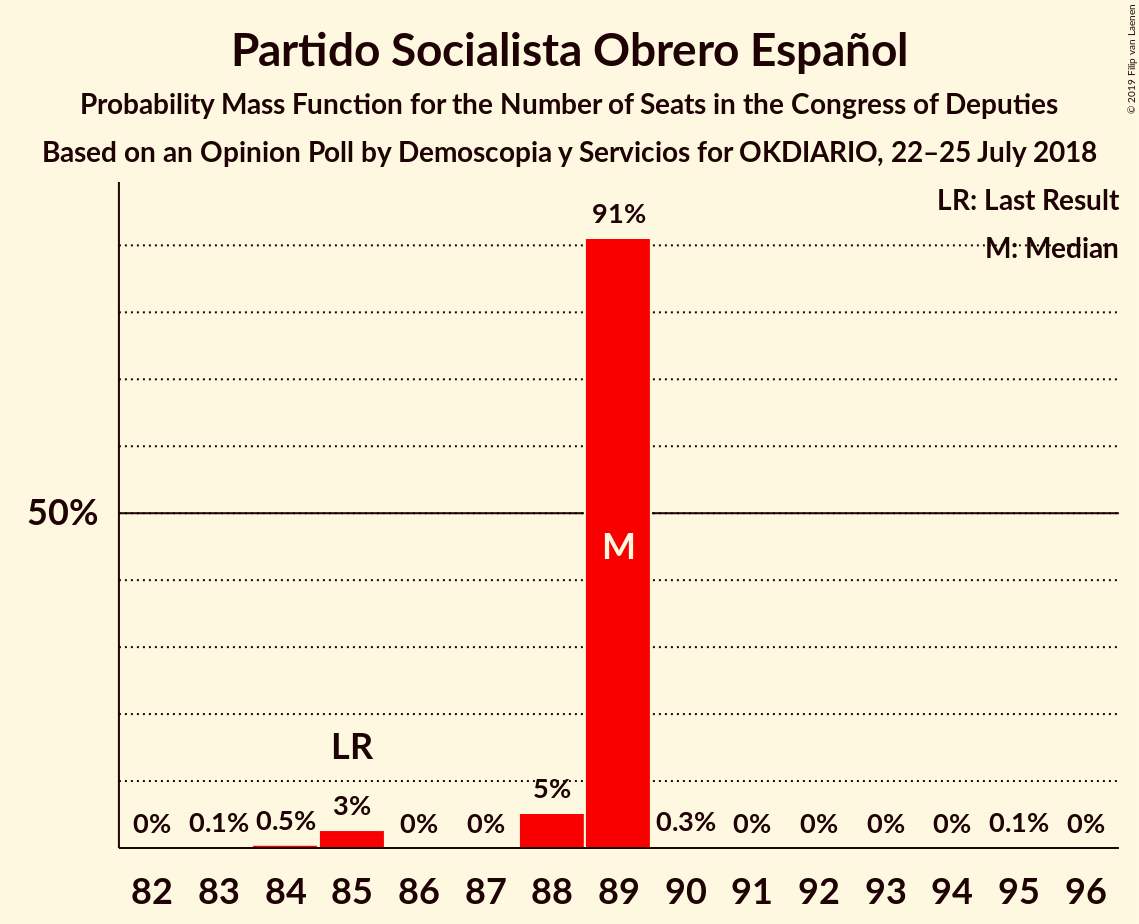 Partido Socialista Obrero Español
Probability Mass Function for the Number of Seats in the Congress of Deputies
Based on an Opinion Poll by Demoscopia y Servicios for OKDIARIO, 22–25 July 2018
© 2019 Filip van Laenen
LR: Last Result
M: Median
91%
50%
M
LR
0% 0.1% 0.5% 3% 0% 0% 5% 0.3% 0% 0% 0% 0% 0.1% 0%
82 83 84 85 86 87 88 89 90 91 92 93 94 95 96